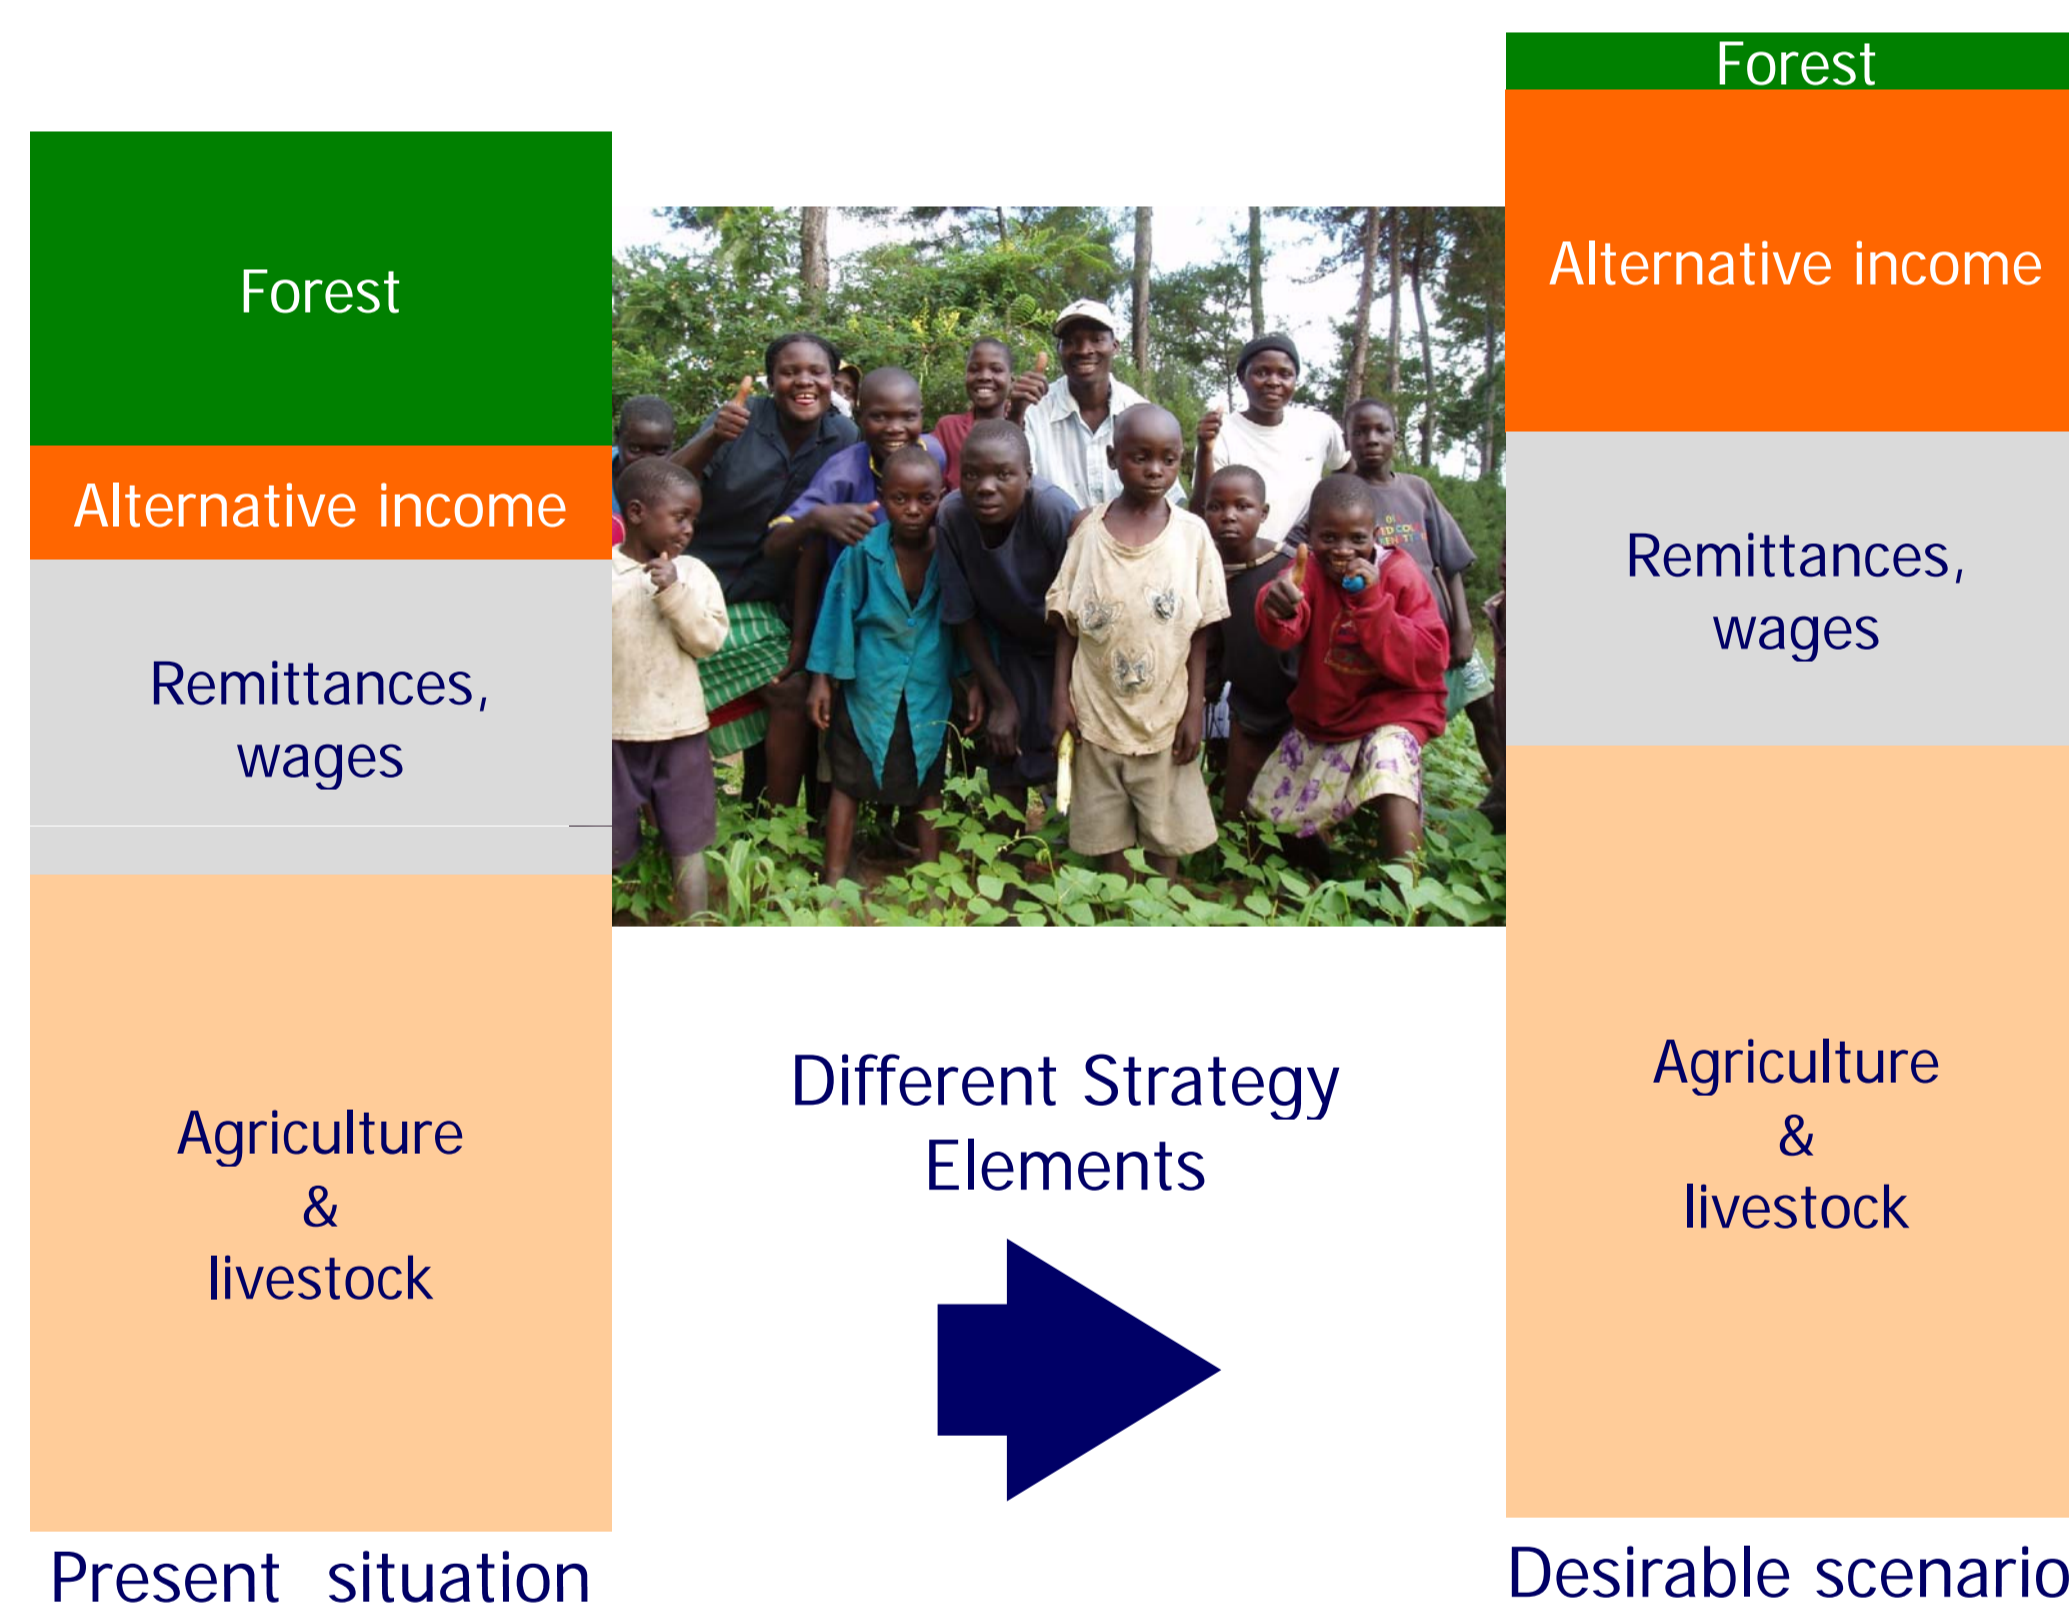 Forest
Alternative income
Remittances,
wages
Agriculture
&
livestock
Present situation
Different Strategy
Elements
Forest
Alternative income
Remittances,
wages
Agriculture
&
livestock
Desirable scenario